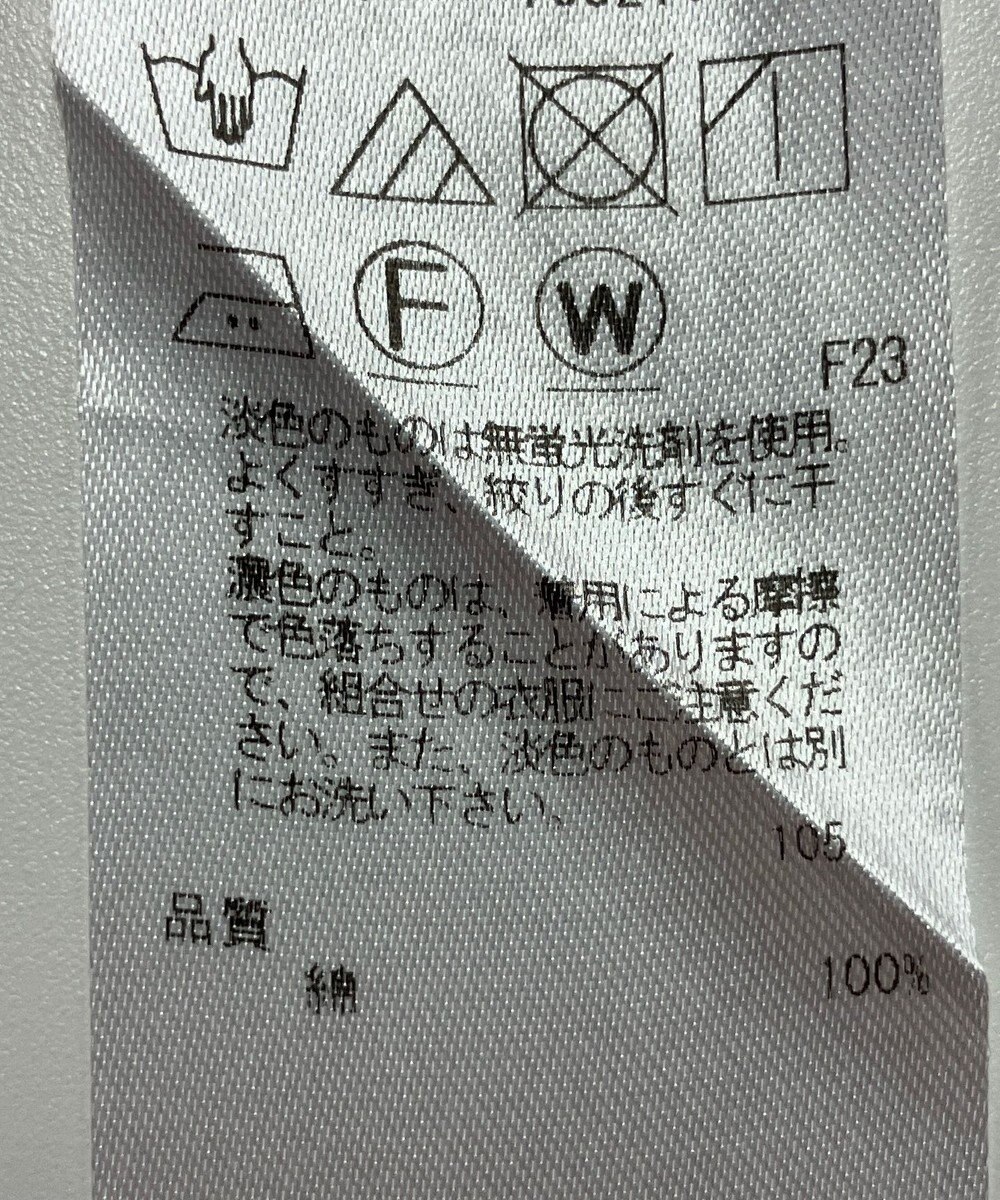 F
W
F23
淡色のものは無蛍光洗剤を使用。
よくすすぎ、絞りの後すぐに干
すこと。
濃色のものは、着用による摩擦
で色落ちすることがありますの
で、組合せの衣服にご注意くだ
さい。また、淡色のものとは別
にお洗い下さい。
105
品質
綿 100%